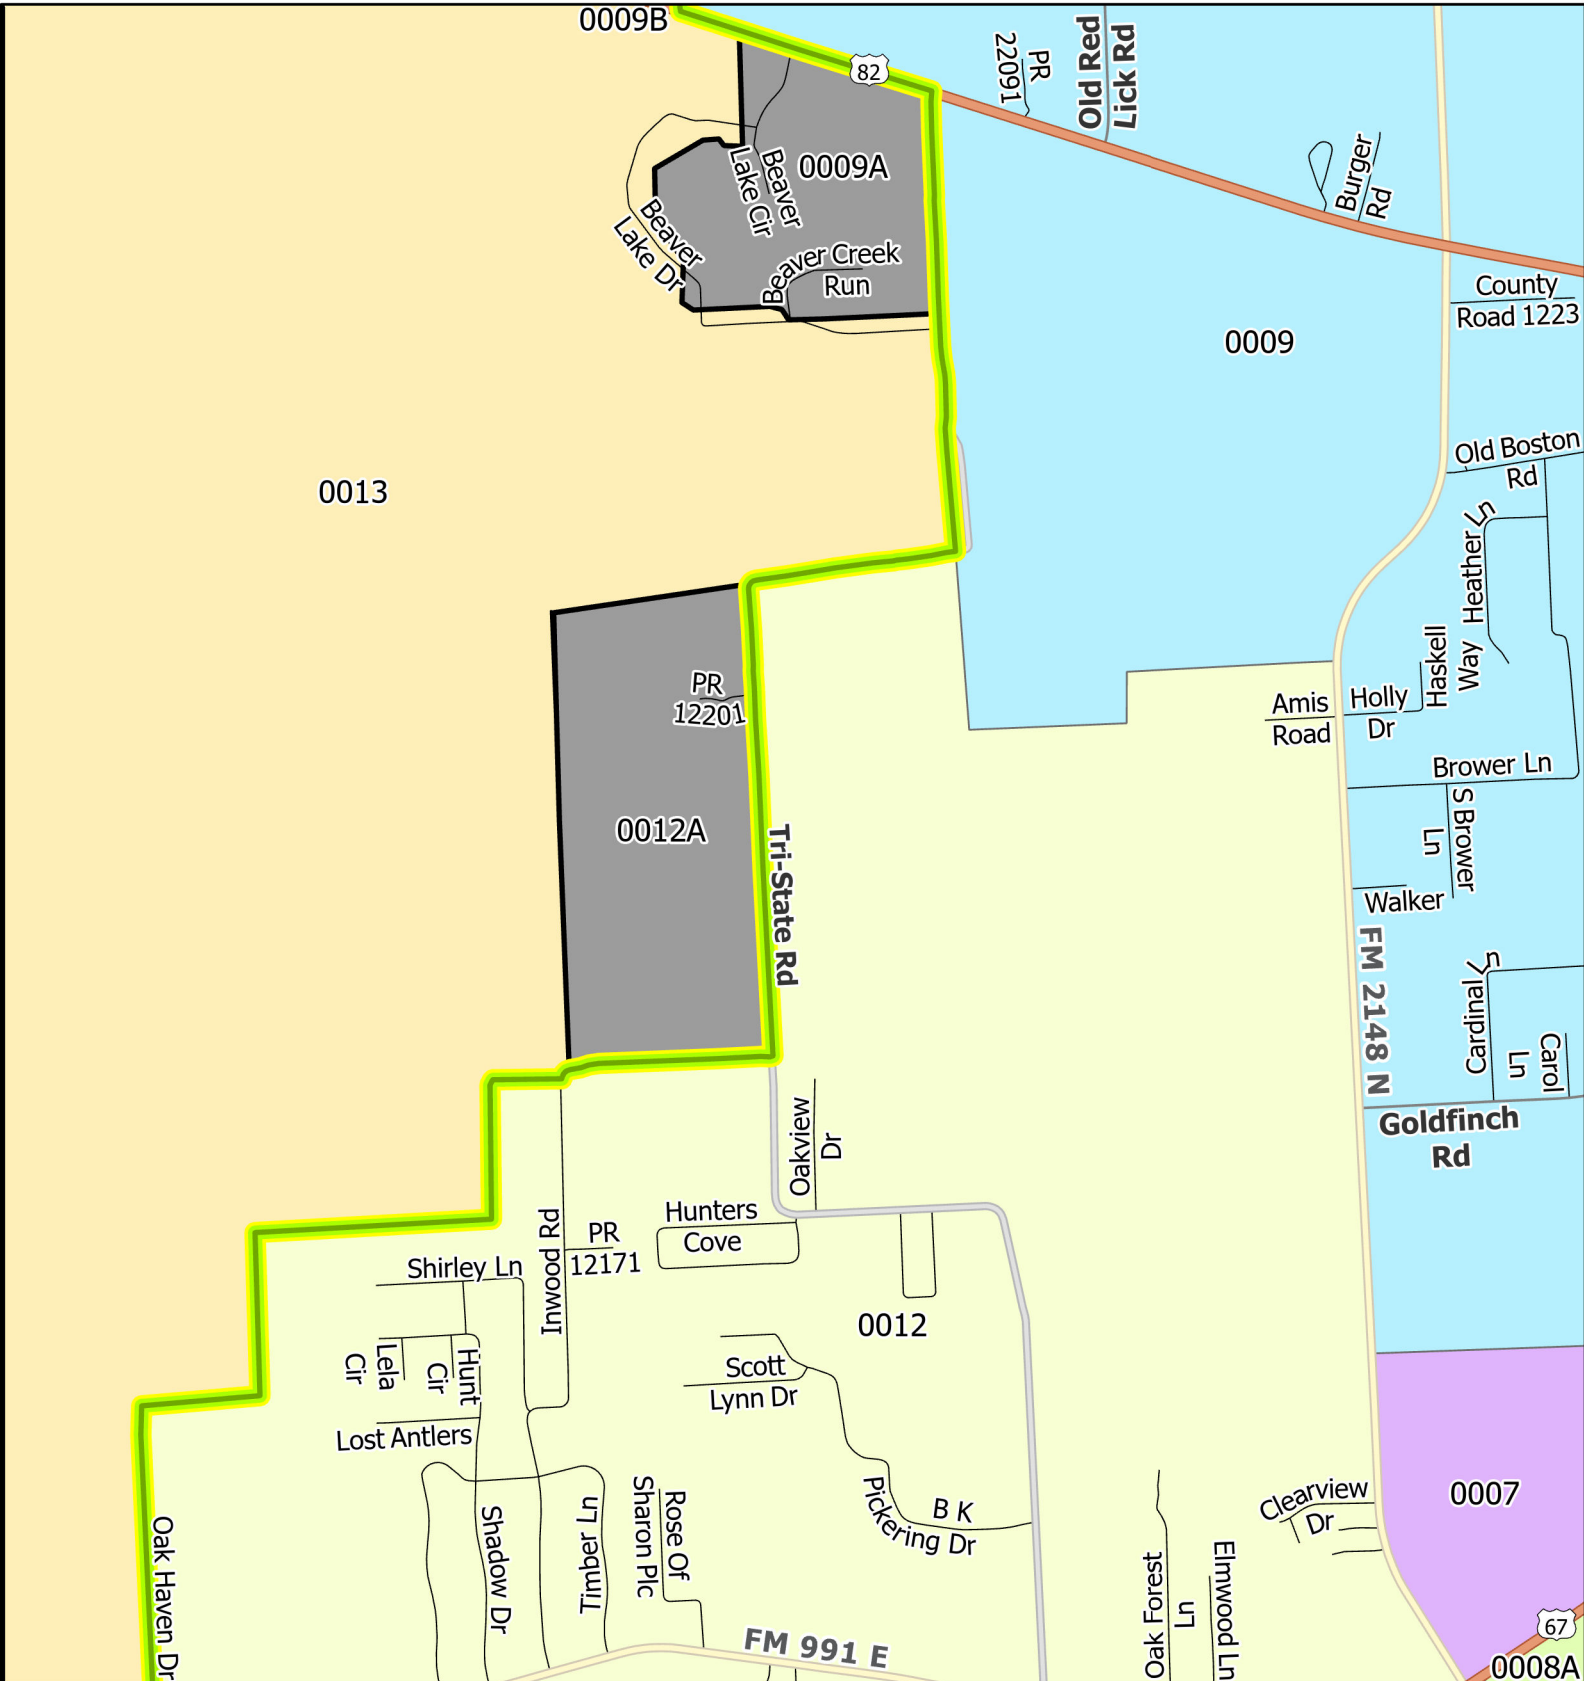 0009B
82
PR
22091
Old Red
Lick Rd
Burger
Rd
0009A
Beaver
Lake Cir
Beaver
Lake Dr
Beaver Creek
Run
County
Road 1223
0009
Old Boston
Rd
0013
Heather Ln
Haskell
Way
PR
12201
Amis
Road
Holly
Dr
Brower Ln
S Brower
Ln
0012A
Tri-State Rd
Walker
FM 2148 N
Cardinal Ln
Carol
Ln
Goldfinch
Rd
Oakview
Dr
Hunters
Cove
Inwood Rd
PR
12171
Shirley Ln
0012
Lela
Cir
Hunt
Cir
Scott
Lynn Dr
Lost Antlers
0007
Clearview
Dr
B K
Pickering Dr
Rose Of
Sharon Plc
Timber Ln
Shadow Dr
Oak Haven Dr
Oak Forest
Ln
Elmwood Ln
67
FM 991 E
0008A